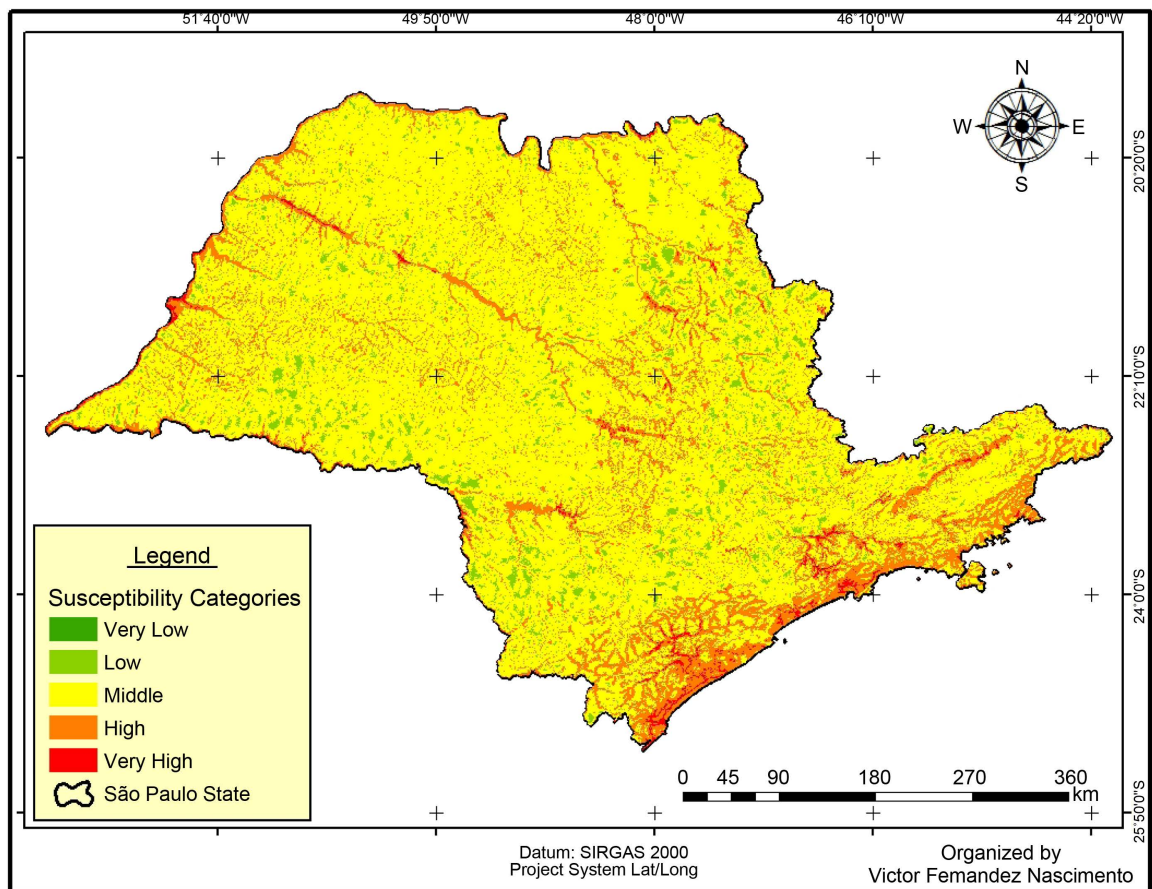 51°40'0"W 49°50'0"W 48°0'0"W 46°10'0"W 44°20'0"W
N
W E
S
20°20'0"S
22°10'0"S
24°0'0"S
25°50'0"S
Legend
Susceptibility Categories
Very Low
Low
Middle
High
Very High
São Paulo State
0 45 90 180 270 360
km
Datum: SIRGAS 2000
Project System Lat/Long
Organized by
Victor Fernandez Nascimento